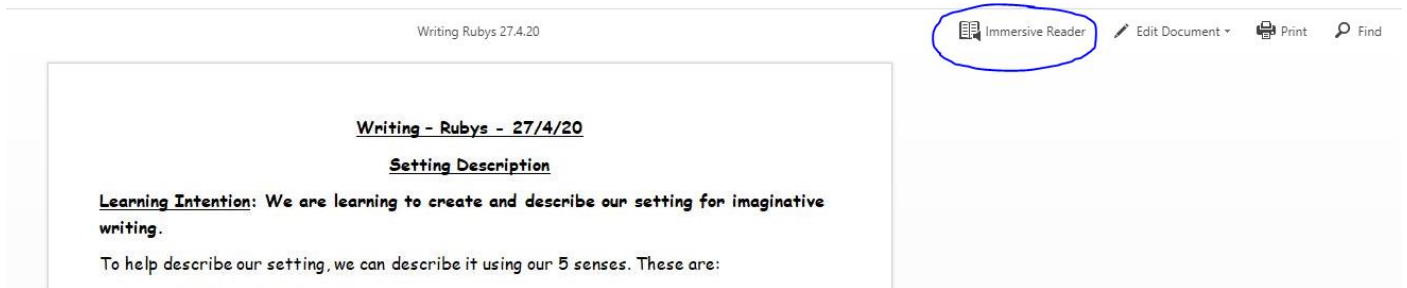 Writing Rubys 27.4.20
Immersive Reader
Edit Document
Print
Find
Writing – Rubys - 27/4/20
Setting Description
Learning Intention: We are learning to create and describe our setting for imaginative
writing.
To help describe our setting, we can describe it using our 5 senses. These are: